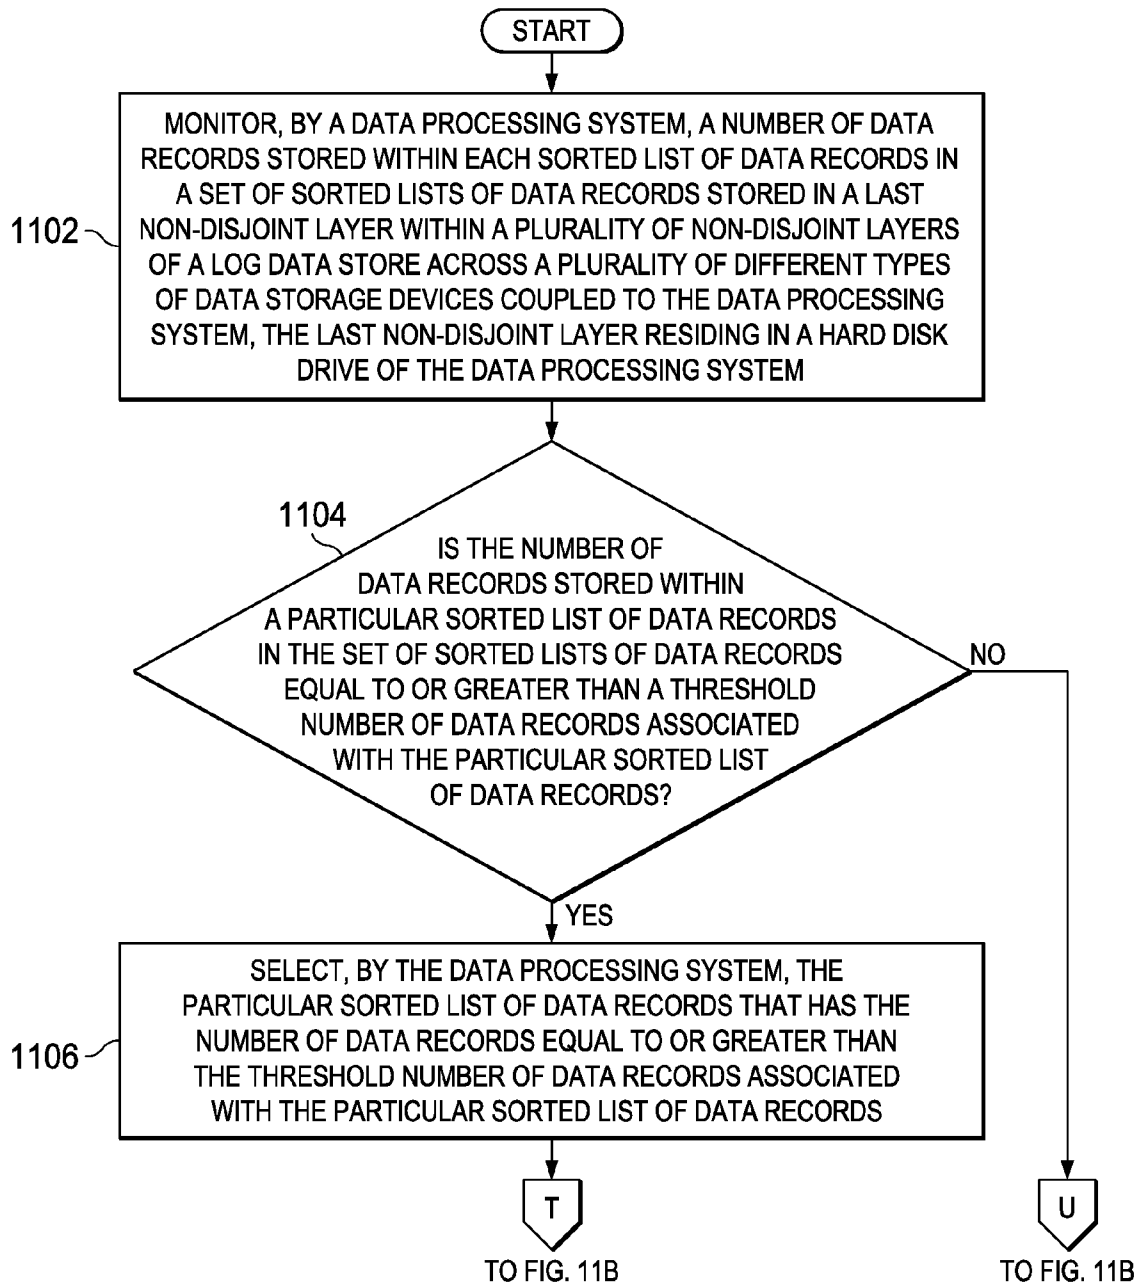 START
MONITOR, BY A DATA PROCESSING SYSTEM, A NUMBER OF DATA
RECORDS STORED WITHIN EACH SORTED LIST OF DATA RECORDS IN
A SET OF SORTED LISTS OF DATA RECORDS STORED IN A LAST
NON-DISJOINT LAYER WITHIN A PLURALITY OF NON-DISJOINT LAYERS
OF A LOG DATA STORE ACROSS A PLURALITY OF DIFFERENT TYPES
OF DATA STORAGE DEVICES COUPLED TO THE DATA PROCESSING
SYSTEM, THE LAST NON-DISJOINT LAYER RESIDING IN A HARD DISK
DRIVE OF THE DATA PROCESSING SYSTEM
1102
1104
IS THE NUMBER OF
DATA RECORDS STORED WITHIN
A PARTICULAR SORTED LIST OF DATA RECORDS
IN THE SET OF SORTED LISTS OF DATA RECORDS
EQUAL TO OR GREATER THAN A THRESHOLD
NUMBER OF DATA RECORDS ASSOCIATED
WITH THE PARTICULAR SORTED LIST
OF DATA RECORDS?
NO
YES
SELECT, BY THE DATA PROCESSING SYSTEM, THE
PARTICULAR SORTED LIST OF DATA RECORDS THAT HAS THE
NUMBER OF DATA RECORDS EQUAL TO OR GREATER THAN
THE THRESHOLD NUMBER OF DATA RECORDS ASSOCIATED
WITH THE PARTICULAR SORTED LIST OF DATA RECORDS
1106
T
TO FIG. 11B
U
TO FIG. 11B